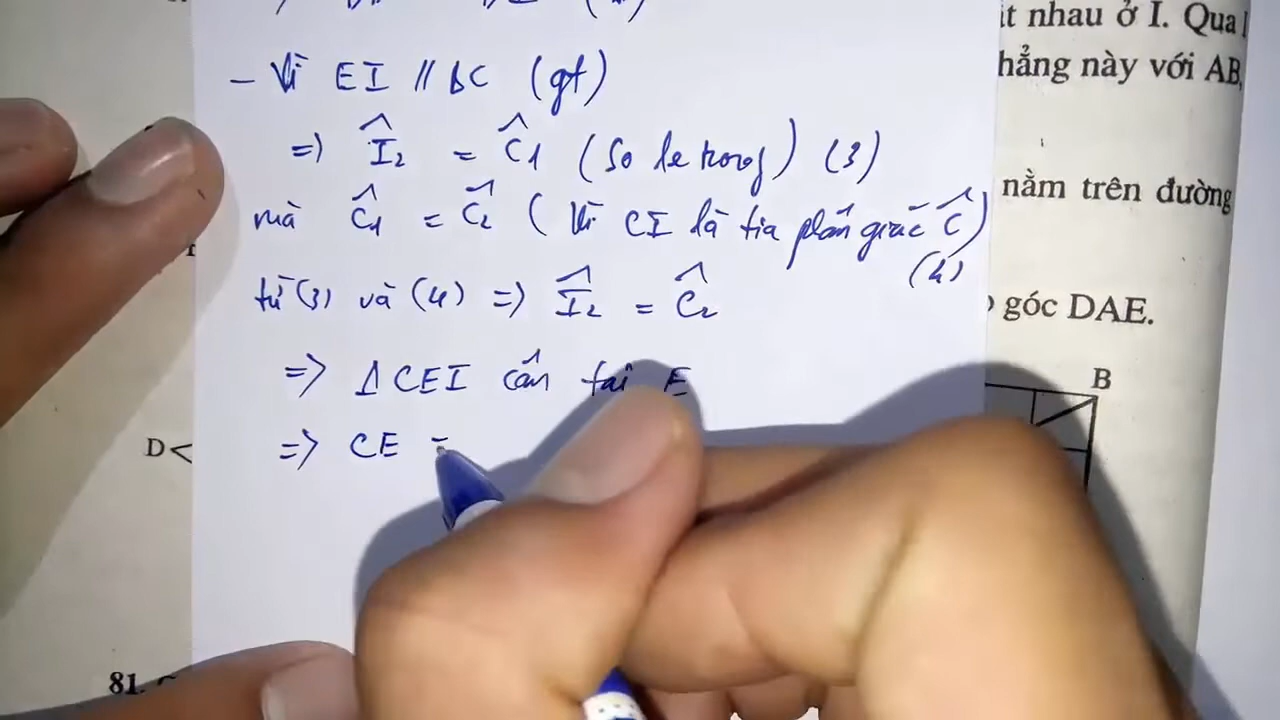 - Vì EI // BC (gt)
=> Î₂ = Ĉ₁ (So le trong) (3)
mà Ĉ₁ = Ĉ₂ (Vì CI là tia phân giác Ĉ)
(4)
từ (3) và (4) => Î₂ = Ĉ₂
=> Δ CEI cân tại E
=> CE =
ít nhau ở I. Qua
hẳng này với AB,
nằm trên đường
góc DAE.
B
D
81.